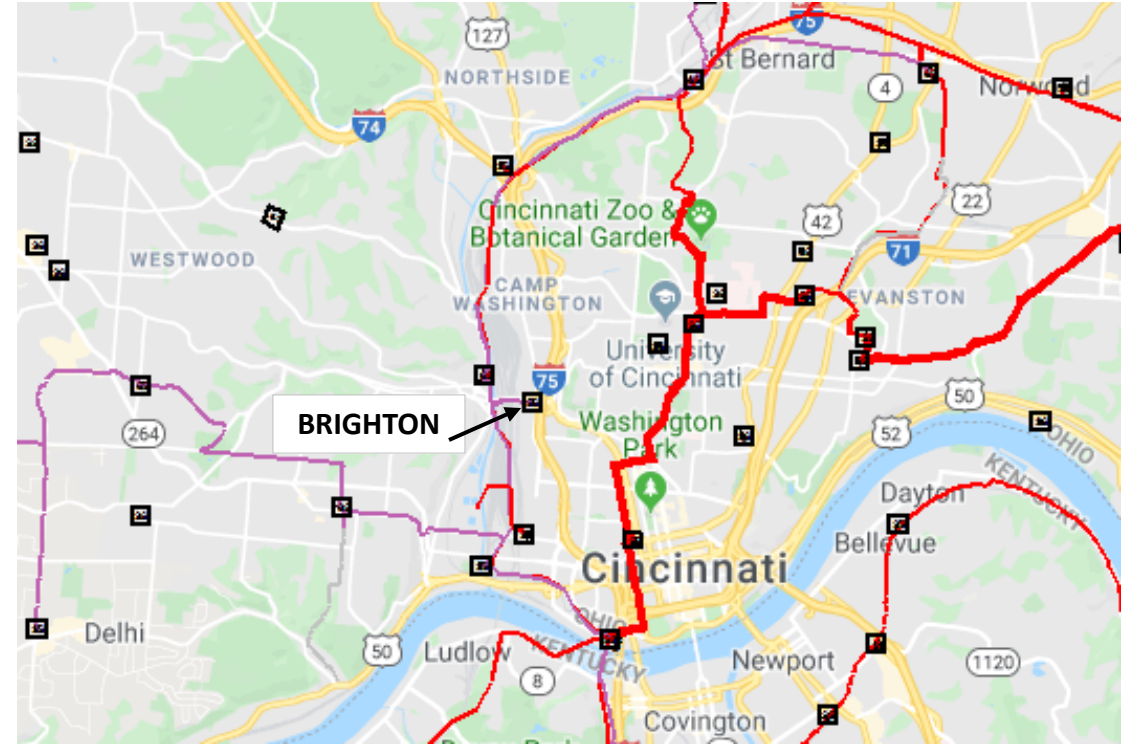 127
75
St Bernard
NORTHSIDE
4
Norwood
74
Cincinnati Zoo &
Botanical Garden
22
42
71
WESTWOOD
CAMP
WASHINGTON
EVANSTON
University
of Cincinnati
75
50
BRIGHTON
264
Washington
Park
52
OHIO
KENTUCKY
Dayton
Bellevue
Cincinnati
Delhi
50
Ludlow
OHIO
KENTUCKY
8
Newport
1120
Covington